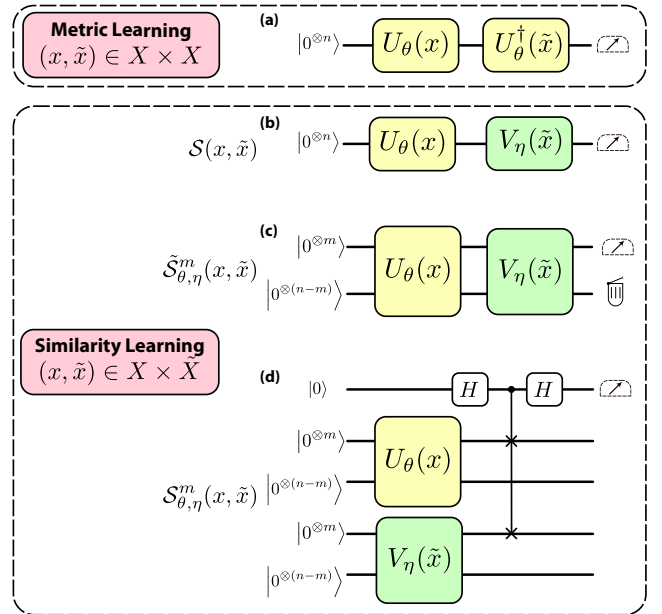 (a)
Metric Learning
(x, x̃) ∈ X × X
|0^{⊗n}⟩ U_θ(x) U_θ^†(x̃)
(b)
S(x, x̃) |0^{⊗n}⟩ U_θ(x) V_η(x̃)
(c)
|0^{⊗m}⟩
S̃^m_{θ,η}(x, x̃) U_θ(x) V_η(x̃)
|0^{⊗(n−m)}⟩
Similarity Learning
(x, x̃) ∈ X × X̃
(d)
|0⟩ H H
|0^{⊗m}⟩
U_θ(x)
|0^{⊗(n−m)}⟩
S^m_{θ,η}(x, x̃)
|0^{⊗m}⟩
V_η(x̃)
|0^{⊗(n−m)}⟩